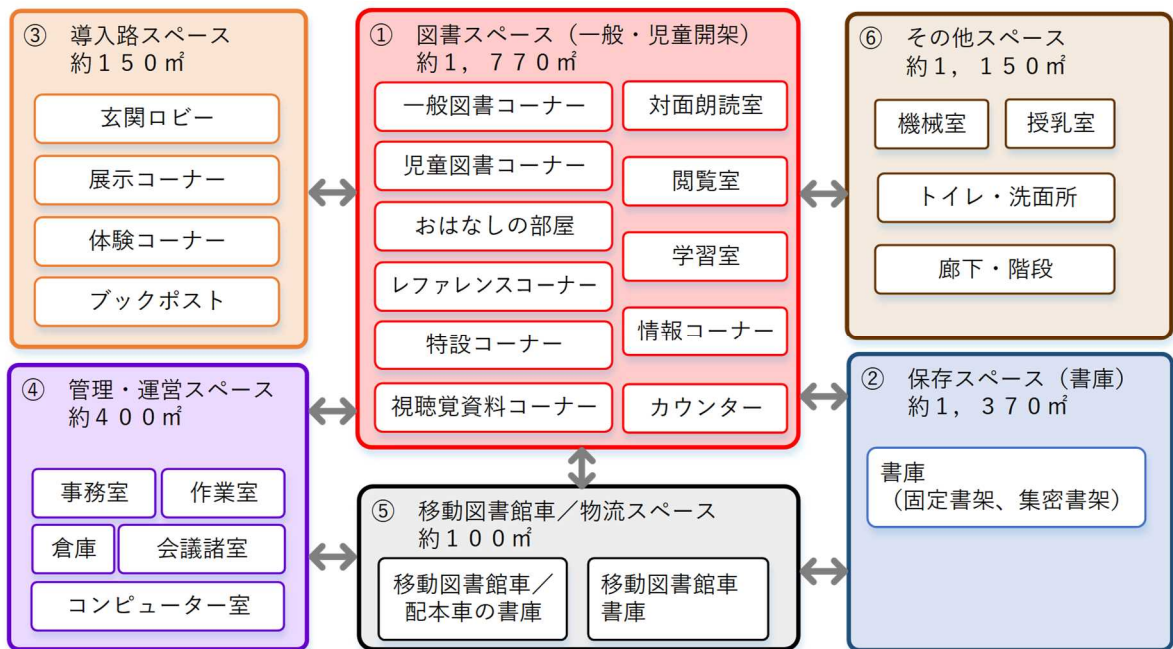 ③ 導入路スペース
約１５０㎡
玄関ロビー
展示コーナー
体験コーナー
ブックポスト
① 図書スペース（一般・児童開架）
約１，７７０㎡
一般図書コーナー
児童図書コーナー
おはなしの部屋
レファレンスコーナー
特設コーナー
視聴覚資料コーナー
対面朗読室
閲覧室
学習室
情報コーナー
カウンター
⑥ その他スペース
約１，１５０㎡
機械室
授乳室
トイレ・洗面所
廊下・階段
④ 管理・運営スペース
約４００㎡
事務室
作業室
倉庫
会議諸室
コンピューター室
⑤ 移動図書館車／物流スペース
約１００㎡
移動図書館車／
配本車の書庫
移動図書館車
書庫
② 保存スペース（書庫）
約１，３７０㎡
書庫
（固定書架、集密書架）